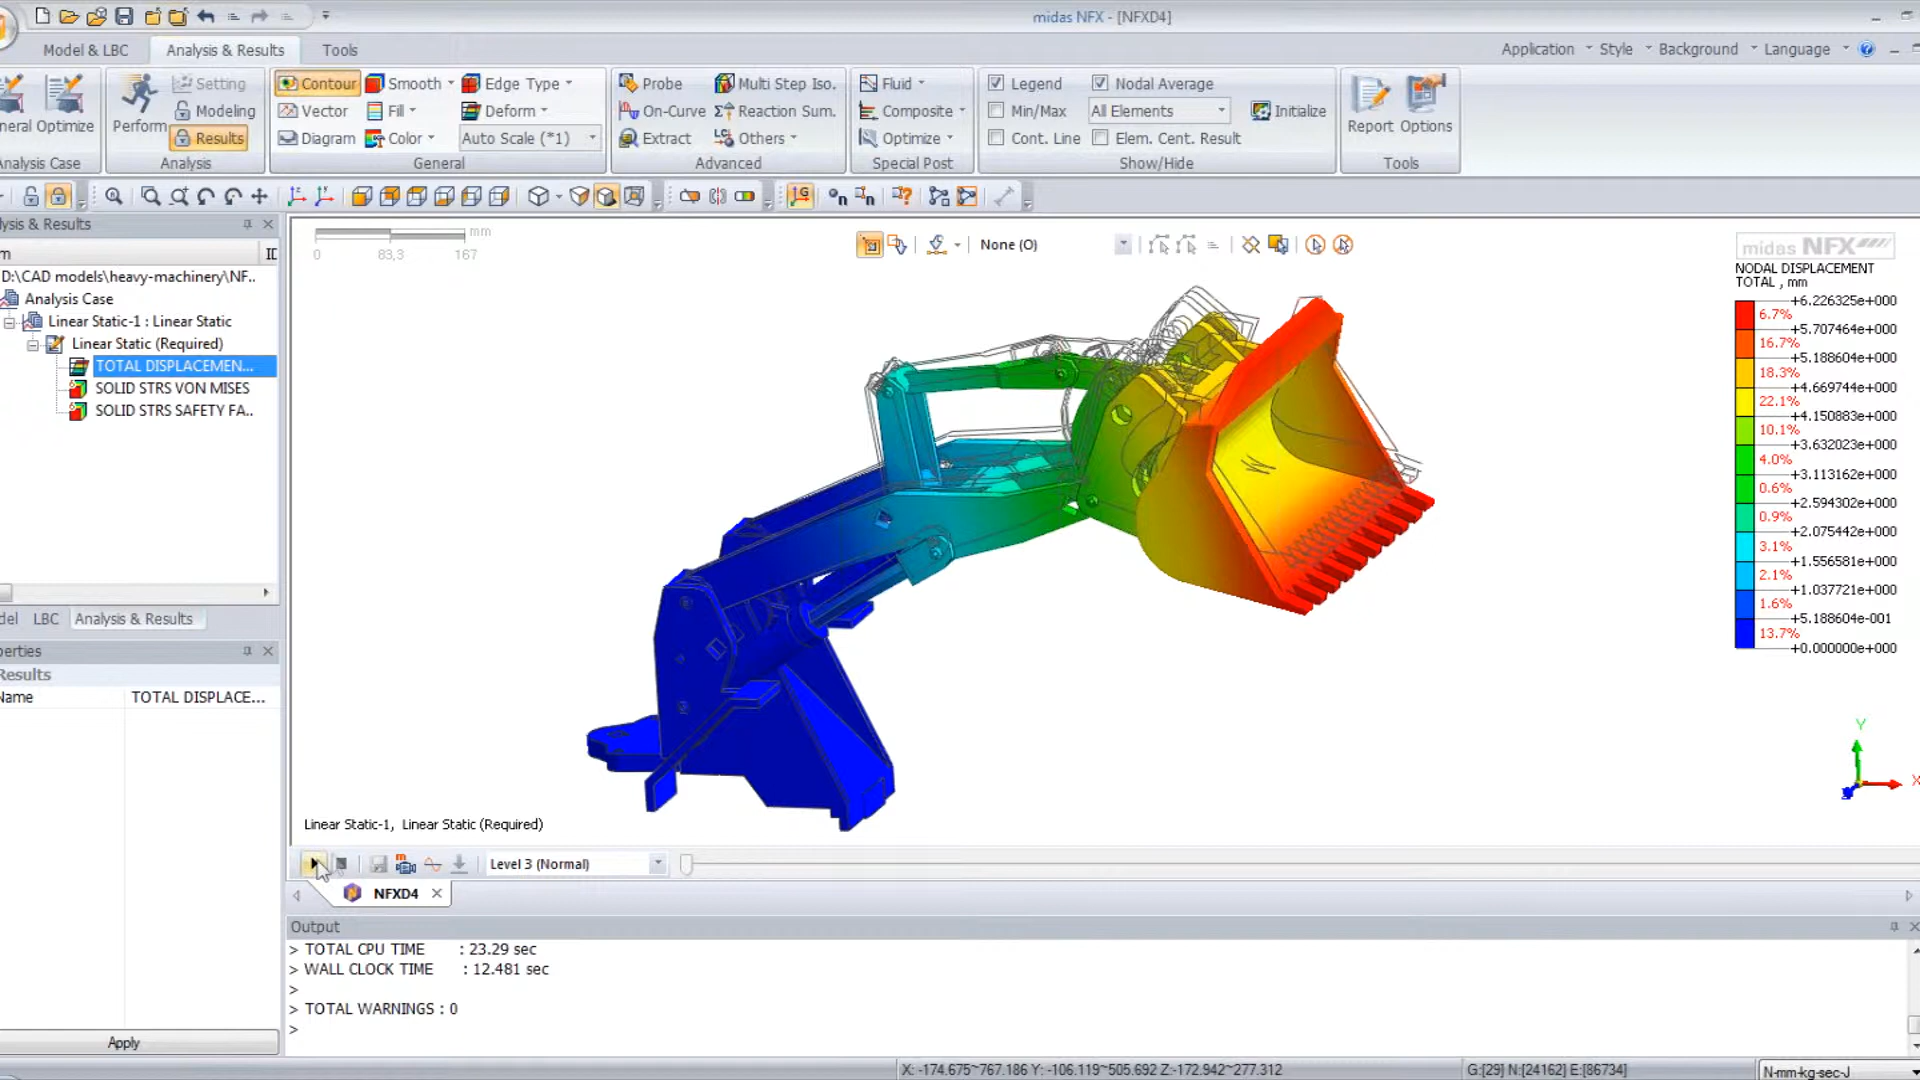 midas NFX - [NFXD4]
Model & LBC Analysis & Results Tools
Application Style Background Language
Contour Smooth Edge Type
Setting
Vector Fill Deform
Modeling
Diagram Color Auto Scale (*1)
Results
neral Optimize Perform
Probe Multi Step Iso.
On-Curve Reaction Sum.
Extract Others
Fluid
Composite
Optimize
Legend Nodal Average
Min/Max All Elements Initialize
Cont. Line Elem. Cent. Result
Report Options
Analysis Case Analysis General Advanced Special Post Show/Hide Tools
lysis & Results
m ID
D:\CAD models\heavy-machinery\NF..
Analysis Case
Linear Static-1 : Linear Static
Linear Static (Required)
TOTAL DISPLACEMEN...
SOLID STRS VON MISES
SOLID STRS SAFETY FA..
del LBC Analysis & Results
perties
Results
Name TOTAL DISPLACE...
Apply
mm
0 83,3 167
None (O)
midas NFX
NODAL DISPLACEMENT
TOTAL , mm
+6.226325e+000
6.7%
+5.707464e+000
16.7%
+5.188604e+000
18.3%
+4.669744e+000
22.1%
+4.150883e+000
10.1%
+3.632023e+000
4.0%
+3.113162e+000
0.6%
+2.594302e+000
0.9%
+2.075442e+000
3.1%
+1.556581e+000
2.1%
+1.037721e+000
1.6%
+5.188604e-001
13.7%
+0.000000e+000
Y
X
Linear Static-1, Linear Static (Required)
Level 3 (Normal)
NFXD4
Output
> TOTAL CPU TIME : 23.29 sec
> WALL CLOCK TIME : 12.481 sec
>
> TOTAL WARNINGS : 0
>
X: -174.675~767.186 Y: -106.119~505.692 Z:-172.942~277.312
G:[29] N:[24162] E:[86734]
N-mm-kg-sec-J